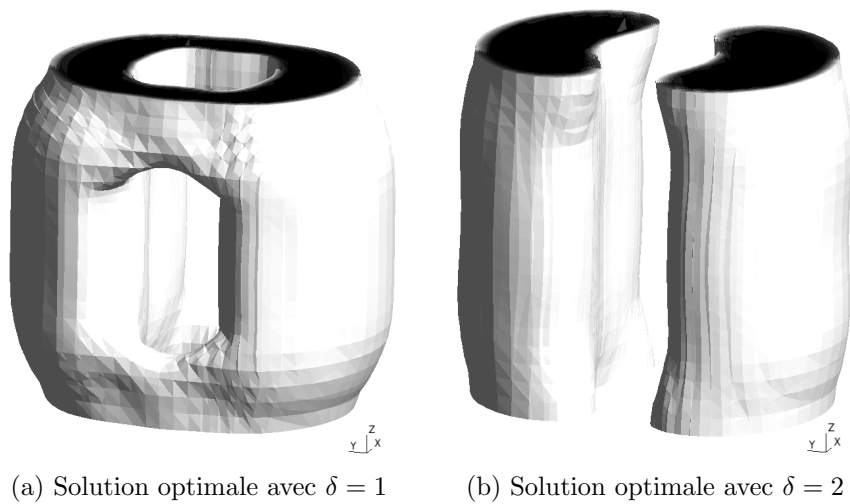 Z
Y X
Z
Y X
(a) Solution optimale avec δ = 1
(b) Solution optimale avec δ = 2